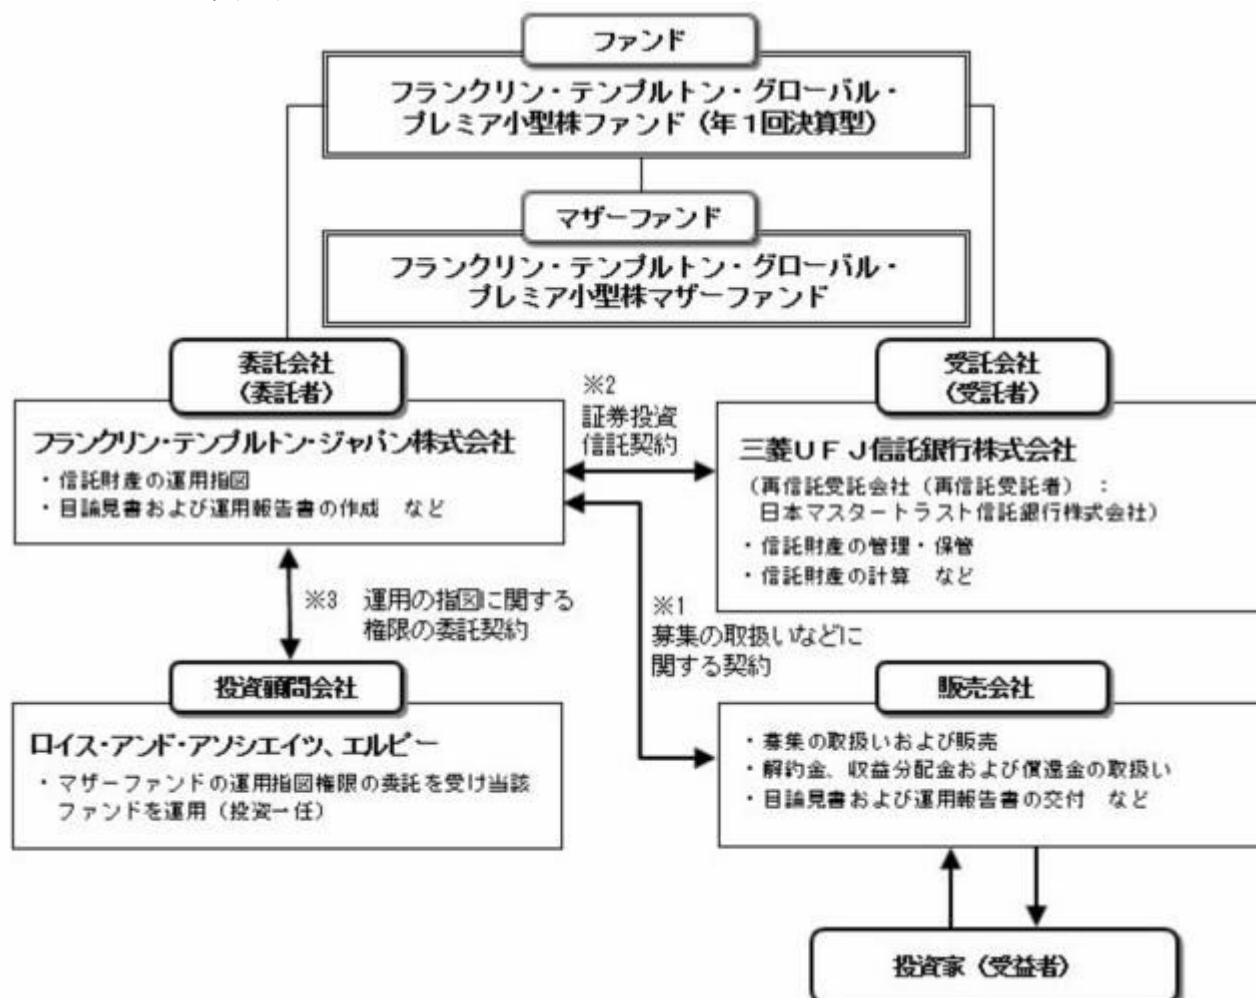 ファンド
フランクリン・テンプルトン・グローバル・
プレミア小型株ファンド(年1回決算型)
マザーファンド
フランクリン・テンプルトン・グローバル・
プレミア小型株マザーファンド
委託会社
(委託者)
フランクリン・テンプルトン・ジャパン株式会社
・信託財産の運用指図
・目論見書および運用報告書の作成 など
※2
証券投資
信託契約
受託会社
(受託者)
三菱UFJ信託銀行株式会社
(再信託受託会社(再信託受託者) :
日本マスタートラスト信託銀行株式会社)
・信託財産の管理・保管
・信託財産の計算 など
※3 運用の指図に関する
権限の委託契約
※1
募集の取扱いなどに
関する契約
投資顧問会社
ロイス・アンド・アソシエイツ、エルピー
・マザーファンドの運用指図権限の委託を受け当該
ファンドを運用(投資一任)
販売会社
・募集の取扱いおよび販売
・解約金、収益分配金および償還金の取扱い
・目論見書および運用報告書の交付 など
投資家(受益者)